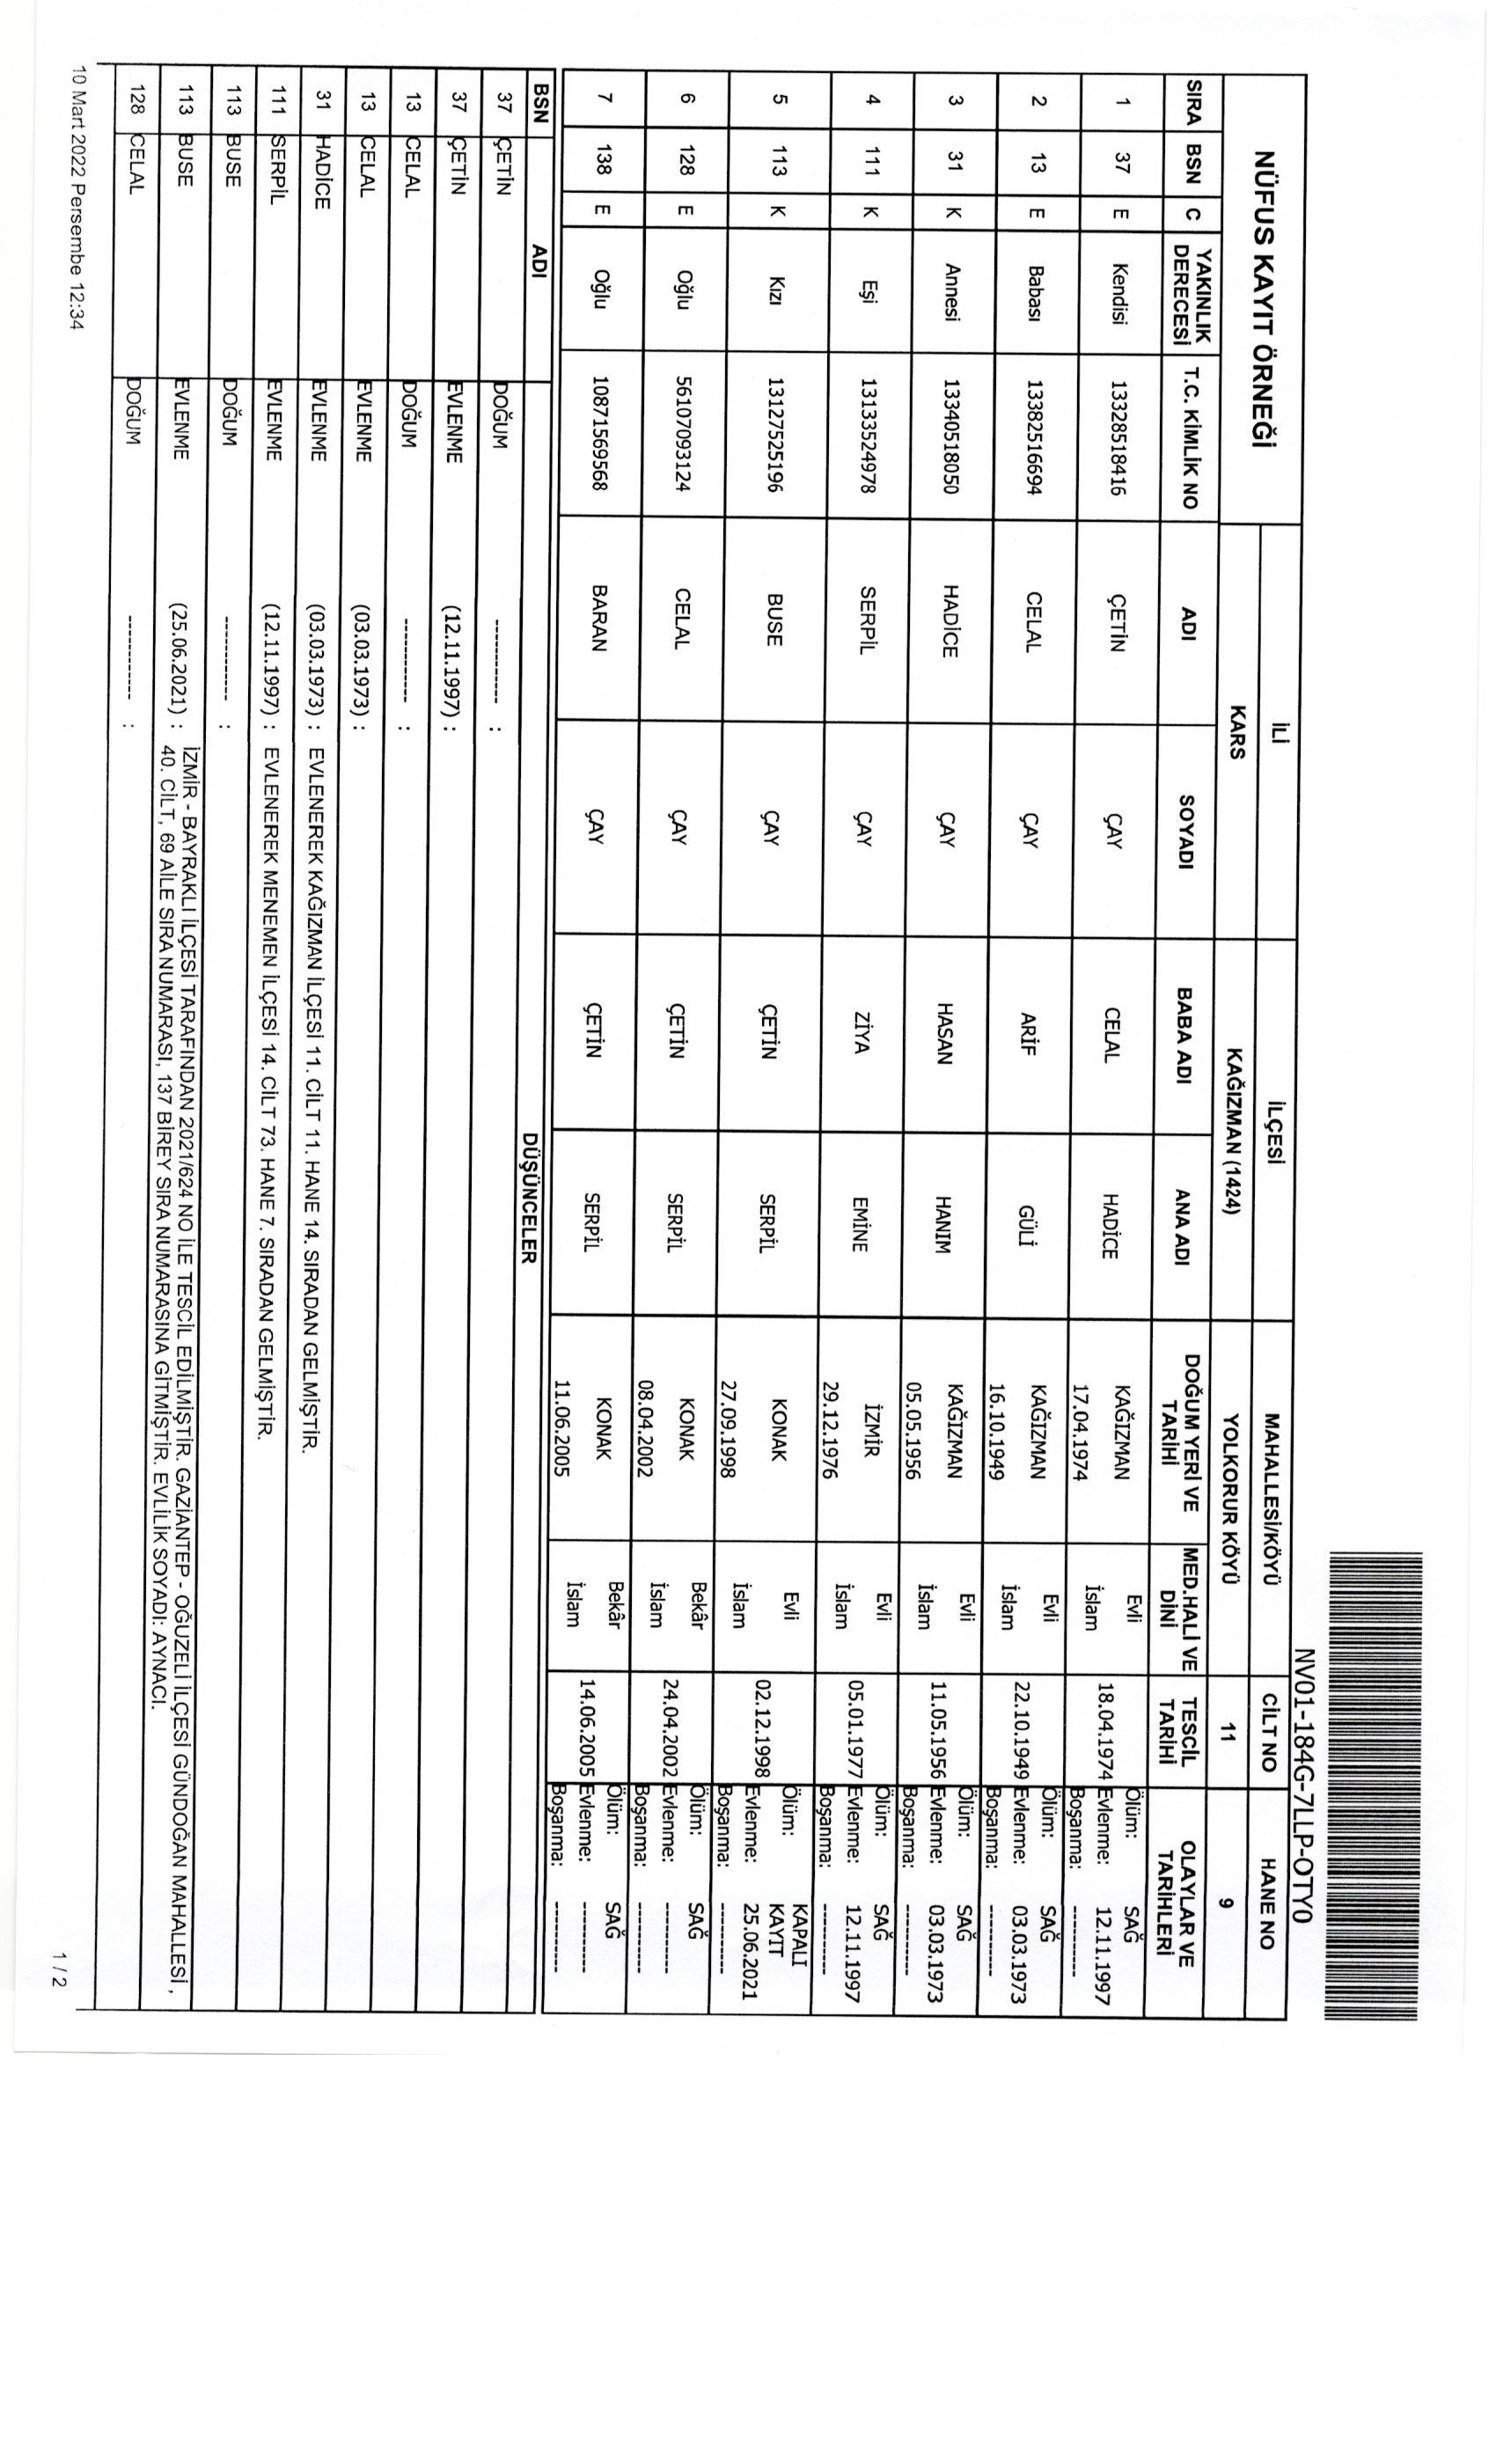 NV01-184G-7LLP-OTY0
NÜFUS KAYIT ÖRNEĞİ
İLİ İLÇESİ MAHALLESİ/KÖYÜ CİLT NO HANE NO
KARS KAĞIZMAN (1424) YOLKORUR KÖYÜ 11 9
SIRA BSN C YAKINLIK DERECESİ T.C. KİMLİK NO ADI SOYADI BABA ADI ANA ADI DOĞUM YERİ VE TARİHİ MED.HALİ VE DİNİ TESCİL TARİHİ OLAYLAR VE TARİHLERİ
1 37 E Kendisi 13328518416 ÇETİN ÇAY CELAL HADİCE KAĞIZMAN 17.04.1974 Evli İslam 18.04.1974 Ölüm: SAĞ Evlenme: 12.11.1997 Boşanma: ----------
2 13 E Babası 13382516694 CELAL ÇAY ARİF GÜLİ KAĞIZMAN 16.10.1949 Evli İslam 22.10.1949 Ölüm: SAĞ Evlenme: 03.03.1973 Boşanma: ----------
3 31 K Annesi 13340518050 HADİCE ÇAY HASAN HANIM KAĞIZMAN 05.05.1956 Evli İslam 11.05.1956 Ölüm: SAĞ Evlenme: 03.03.1973 Boşanma: ----------
4 111 K Eşi 13133524978 SERPİL ÇAY ZİYA EMİNE İZMİR 29.12.1976 Evli İslam 05.01.1977 Ölüm: SAĞ Evlenme: 12.11.1997 Boşanma: ----------
5 113 K Kızı 13127525196 BUSE ÇAY ÇETİN SERPİL KONAK 27.09.1998 Evli İslam 02.12.1998 Ölüm: KAPALI KAYIT Evlenme: 25.06.2021 Boşanma: ----------
6 128 E Oğlu 56107093124 CELAL ÇAY ÇETİN SERPİL KONAK 08.04.2002 Bekâr İslam 24.04.2002 Ölüm: SAĞ Evlenme: ---------- Boşanma: ----------
7 138 E Oğlu 10871569568 BARAN ÇAY ÇETİN SERPİL KONAK 11.06.2005 Bekâr İslam 14.06.2005 Ölüm: SAĞ Evlenme: ---------- Boşanma: ----------
BSN ADI DÜŞÜNCELER
37 ÇETİN DOĞUM ---------- :
37 ÇETİN EVLENME (12.11.1997) :
13 CELAL DOĞUM ---------- :
13 CELAL EVLENME (03.03.1973) :
31 HADİCE EVLENME (03.03.1973) : EVLENEREK KAĞIZMAN İLÇESİ 11. CİLT 11. HANE 14. SIRADAN GELMİŞTİR.
111 SERPİL EVLENME (12.11.1997) : EVLENEREK MENEMEN İLÇESİ 14. CİLT 73. HANE 7. SIRADAN GELMİŞTİR.
113 BUSE DOĞUM ---------- :
113 BUSE EVLENME (25.06.2021) : İZMİR - BAYRAKLI İLÇESİ TARAFINDAN 2021/624 NO İLE TESCİL EDİLMİŞTİR. GAZİANTEP - OĞUZELİ İLÇESİ GÜNDOĞAN MAHALLESİ ,
40. CİLT, 69 AİLE SIRA NUMARASI, 137 BİREY SIRA NUMARASINA GİTMİŞTİR. EVLİLİK SOYADI: AYNACI.
128 CELAL DOĞUM ---------- :
10 Mart 2022 Perşembe 12:34
1 / 2